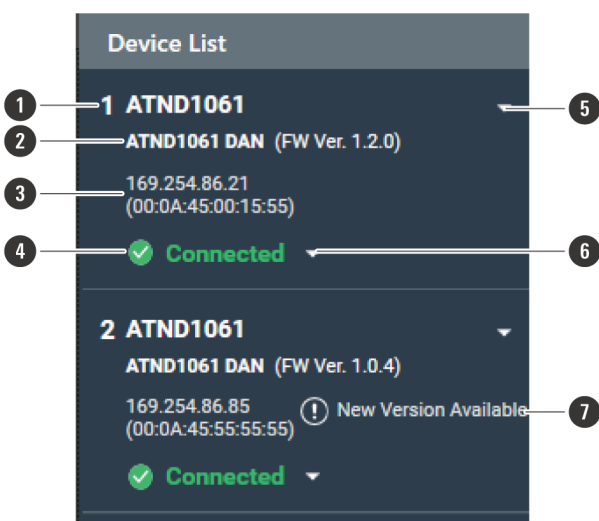 Device List
1 1 ATND1061 5
2 ATND1061 DAN (FW Ver. 1.2.0)
3 169.254.86.21
(00:0A:45:00:15:55)
4 Connected 6
2 ATND1061
ATND1061 DAN (FW Ver. 1.0.4)
169.254.86.85 ! New Version Available 7
(00:0A:45:55:55:55)
Connected